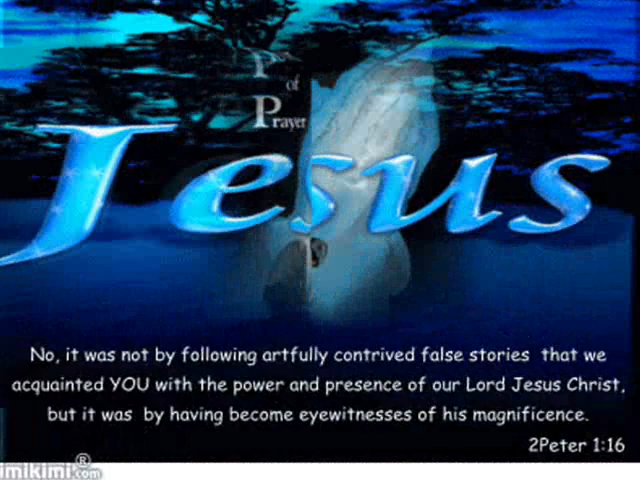 P
of
Prayer
Jesus
No, it was not by following artfully contrived false stories that we
acquainted YOU with the power and presence of our Lord Jesus Christ,
but it was by having become eyewitnesses of his magnificence.
2Peter 1:16
imikimi.com®